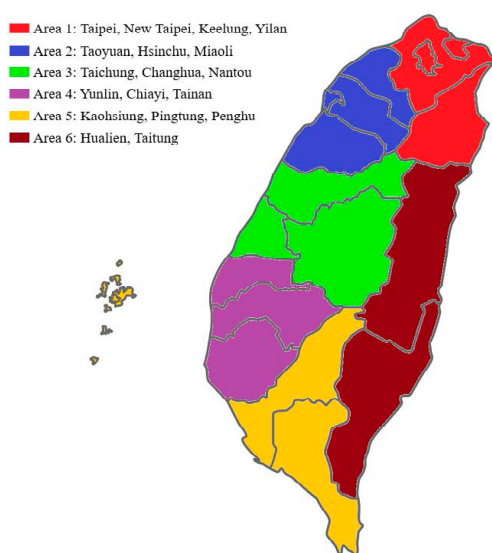 Area 1: Taipei, New Taipei, Keelung, Yilan
Area 2: Taoyuan, Hsinchu, Miaoli
Area 3: Taichung, Changhua, Nantou
Area 4: Yunlin, Chiayi, Tainan
Area 5: Kaohsiung, Pingtung, Penghu
Area 6: Hualien, Taitung